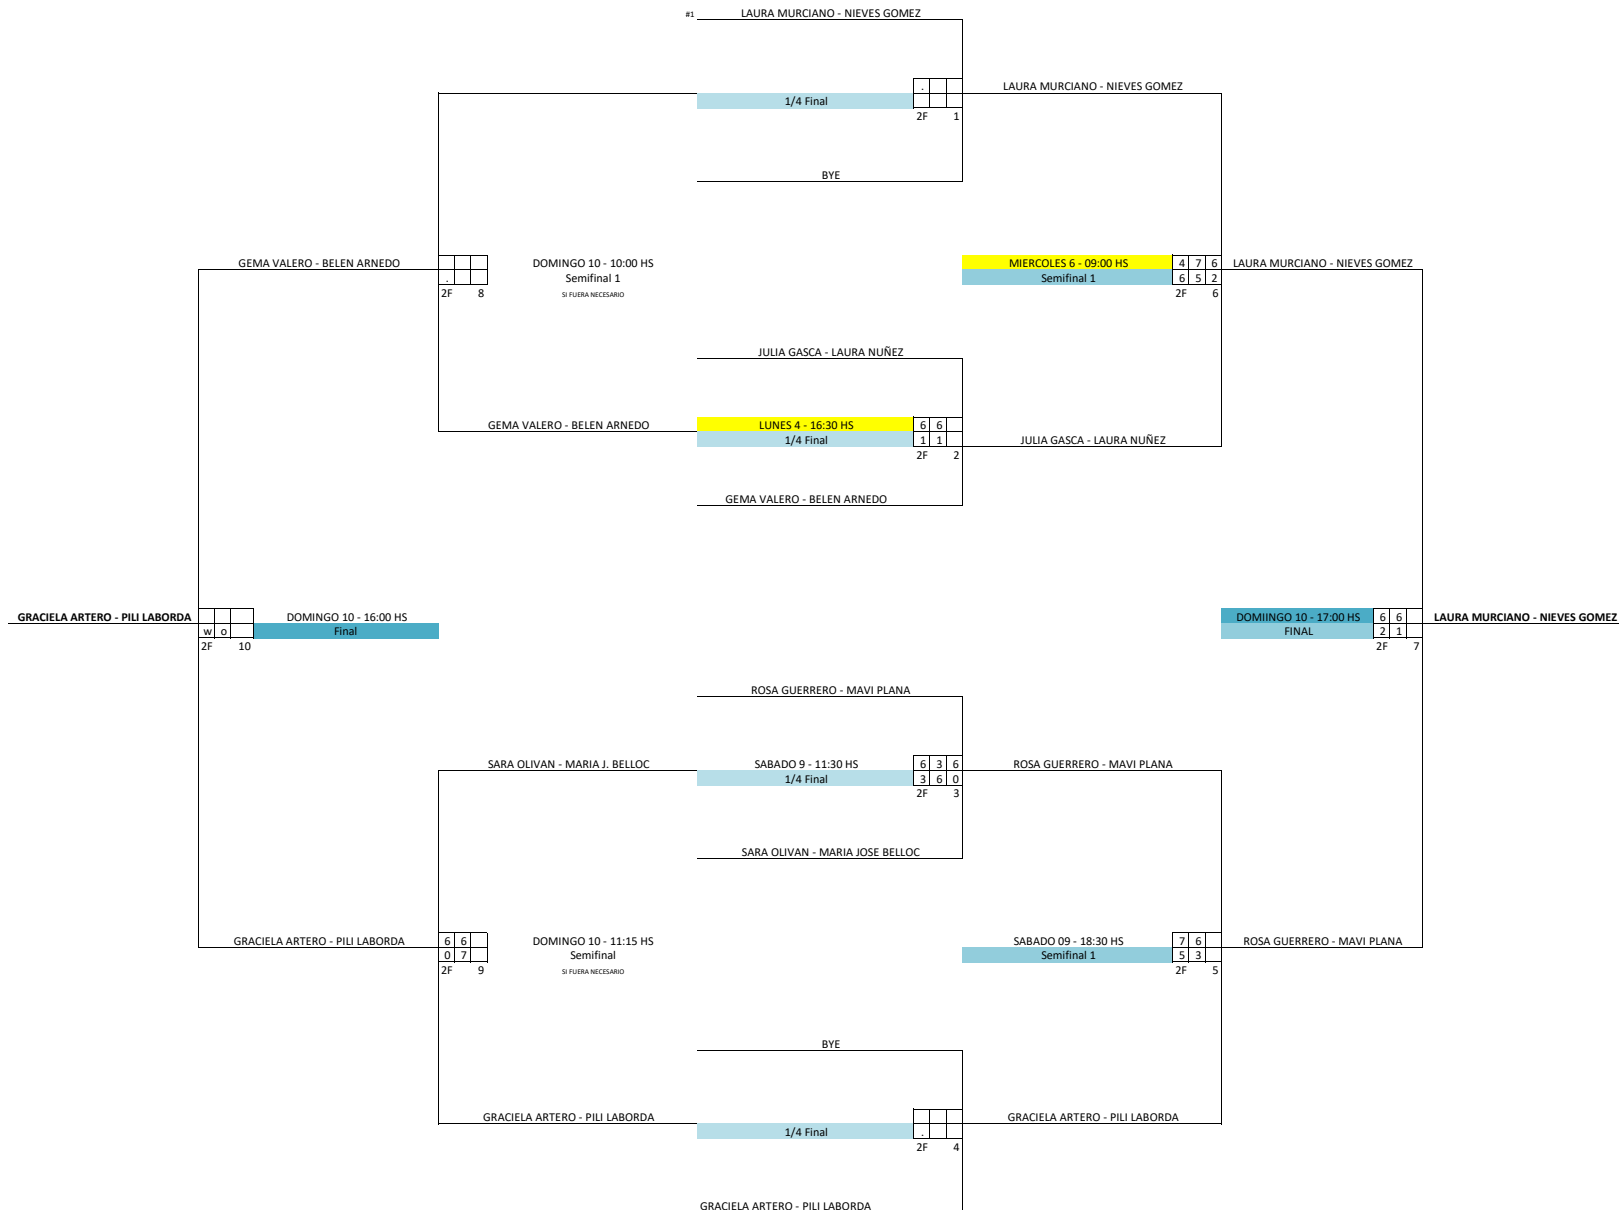 #1 LAURA MURCIANO - NIEVES GOMEZ
. LAURA MURCIANO - NIEVES GOMEZ
1/4 Final
2F 1
BYE
GEMA VALERO - BELEN ARNEDO DOMINGO 10 - 10:00 HS MIERCOLES 6 - 09:00 HS 4 7 6 LAURA MURCIANO - NIEVES GOMEZ
. Semifinal 1 Semifinal 1 6 5 2
2F 8 SI FUERA NECESARIO 2F 6
JULIA GASCA - LAURA NUÑEZ
GEMA VALERO - BELEN ARNEDO LUNES 4 - 16:30 HS 6 6
1/4 Final 1 1 JULIA GASCA - LAURA NUÑEZ
2F 2
GEMA VALERO - BELEN ARNEDO
GRACIELA ARTERO - PILI LABORDA DOMINGO 10 - 16:00 HS DOMIINGO 10 - 17:00 HS 6 6 LAURA MURCIANO - NIEVES GOMEZ
w o Final FINAL 2 1
2F 10 2F 7
ROSA GUERRERO - MAVI PLANA
SARA OLIVAN - MARIA J. BELLOC SABADO 9 - 11:30 HS 6 3 6 ROSA GUERRERO - MAVI PLANA
1/4 Final 3 6 0
2F 3
SARA OLIVAN - MARIA JOSE BELLOC
GRACIELA ARTERO - PILI LABORDA 6 6 DOMINGO 10 - 11:15 HS SABADO 09 - 18:30 HS 7 6 ROSA GUERRERO - MAVI PLANA
0 7 Semifinal Semifinal 1 5 3
2F 9 SI FUERA NECESARIO 2F 5
BYE
GRACIELA ARTERO - PILI LABORDA GRACIELA ARTERO - PILI LABORDA
1/4 Final .
2F 4
GRACIELA ARTERO - PILI LABORDA